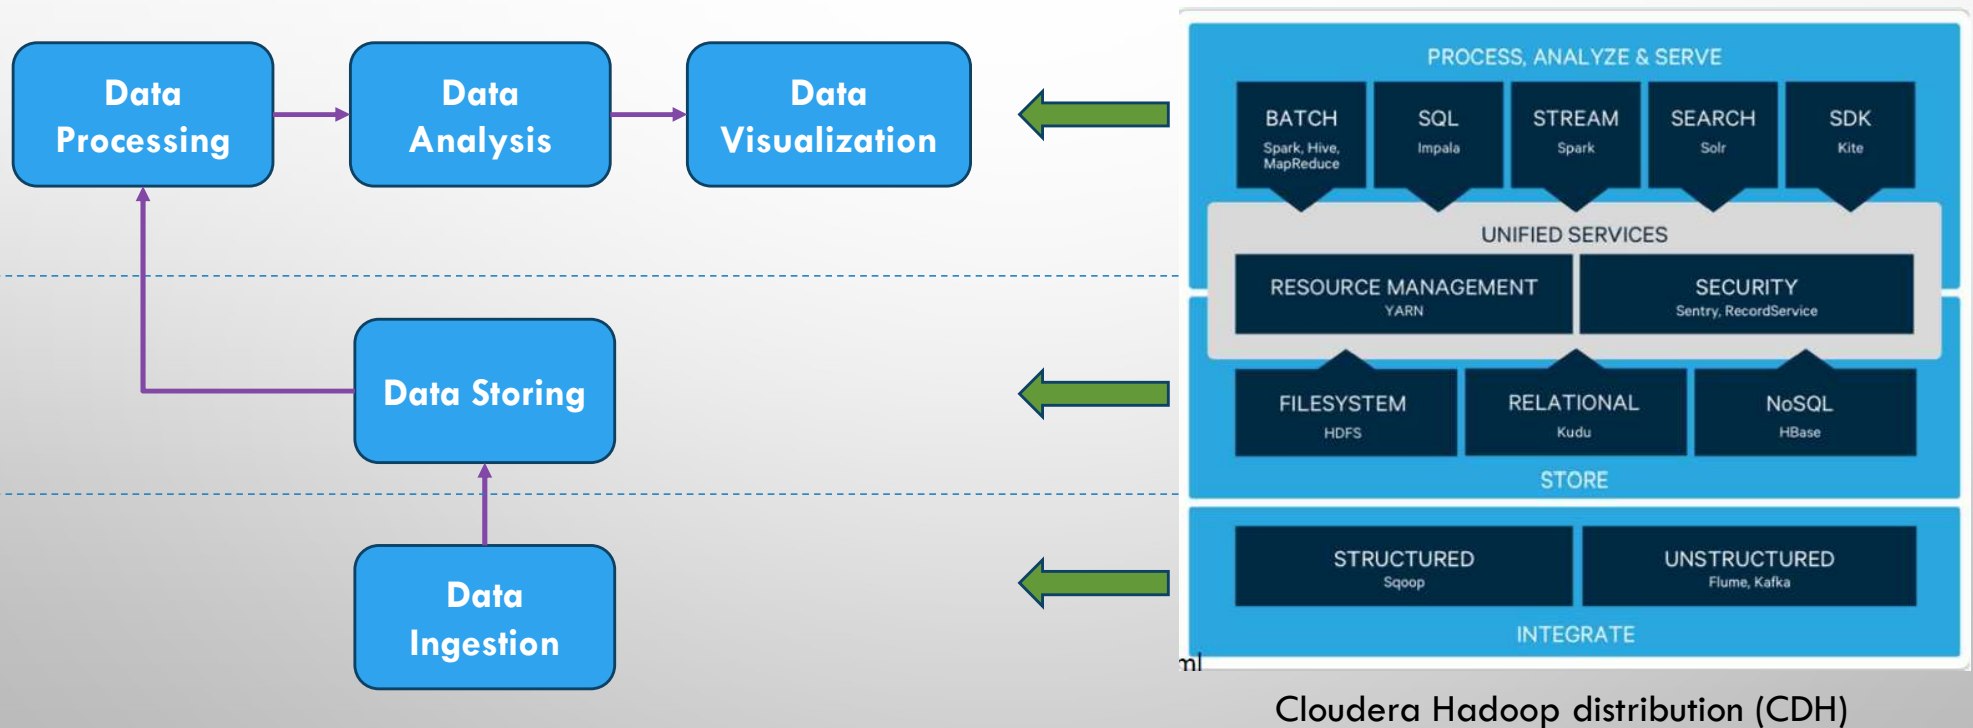 Data
Processing
Data
Analysis
Data
Visualization
Data Storing
Data
Ingestion
PROCESS, ANALYZE & SERVE
BATCH
Spark, Hive,
MapReduce
SQL
Impala
STREAM
Spark
SEARCH
Solr
SDK
Kite
UNIFIED SERVICES
RESOURCE MANAGEMENT
YARN
SECURITY
Sentry, RecordService
FILESYSTEM
HDFS
RELATIONAL
Kudu
NoSQL
HBase
STORE
STRUCTURED
Sqoop
UNSTRUCTURED
Flume, Kafka
INTEGRATE
ml
Cloudera Hadoop distribution (CDH)